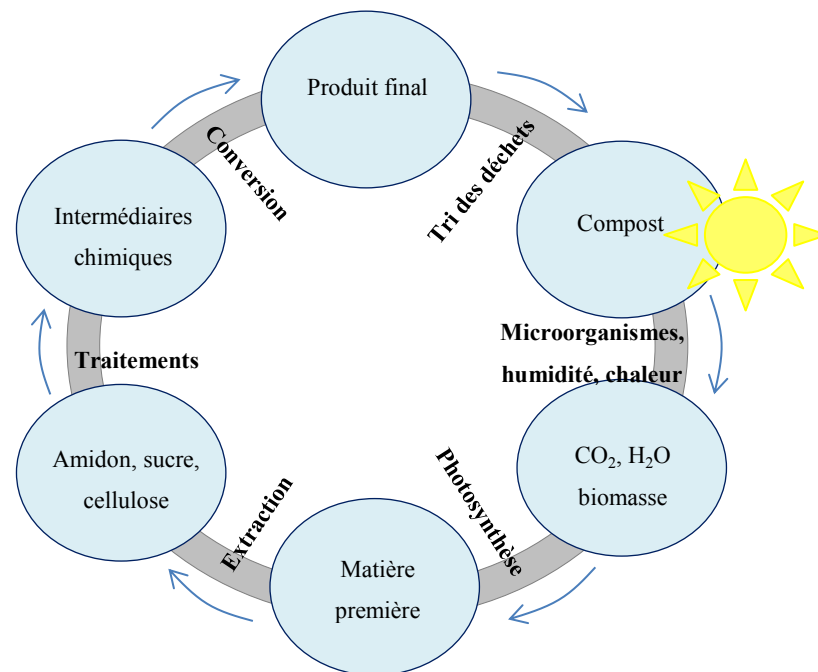 Produit final
Tri des déchets
Compost
Microorganismes,
humidité, chaleur
CO₂, H₂O
biomasse
Photosynthèse
Matière
première
Extraction
Amidon, sucre,
cellulose
Traitements
Intermédiaires
chimiques
Conversion